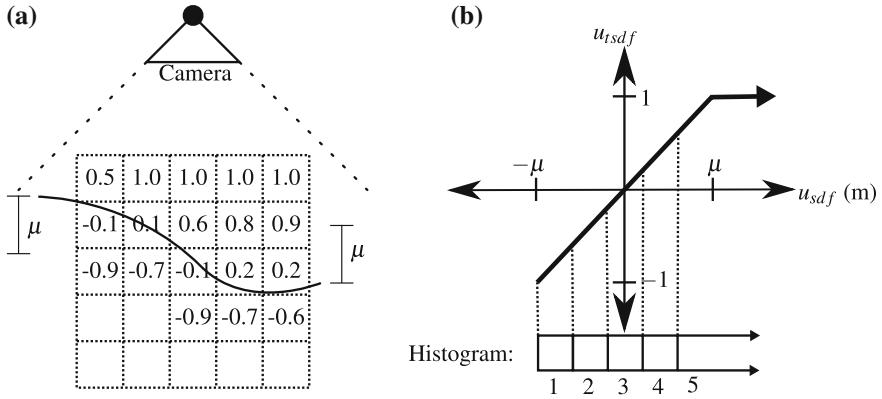 (a)
Camera
0.5 1.0 1.0 1.0 1.0
-0.1 0.1 0.6 0.8 0.9
-0.9 -0.7 -0.1 0.2 0.2
-0.9 -0.7 -0.6
μ
μ
(b)
u_tsdf
1
-μ
μ
u_sdf (m)
-1
Histogram:
1 2 3 4 5